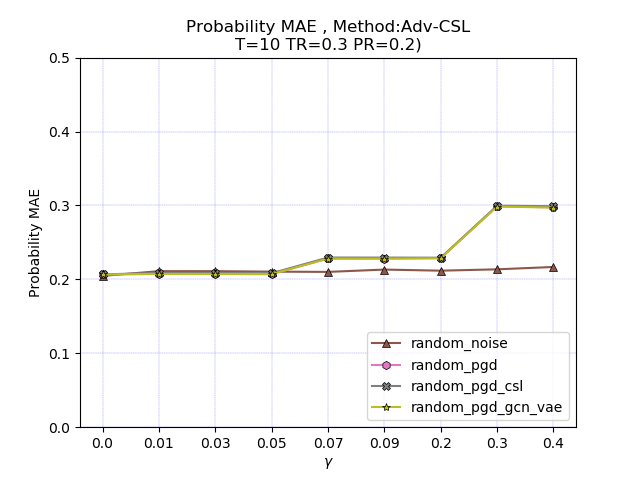 Probability MAE , Method:Adv-CSL
T=10 TR=0.3 PR=0.2)
Probability MAE
0.5
0.4
0.3
0.2
0.1
0.0
random_noise
random_pgd
random_pgd_csl
random_pgd_gcn_vae
0.0 0.01 0.03 0.05 0.07 0.09 0.2 0.3 0.4
γ